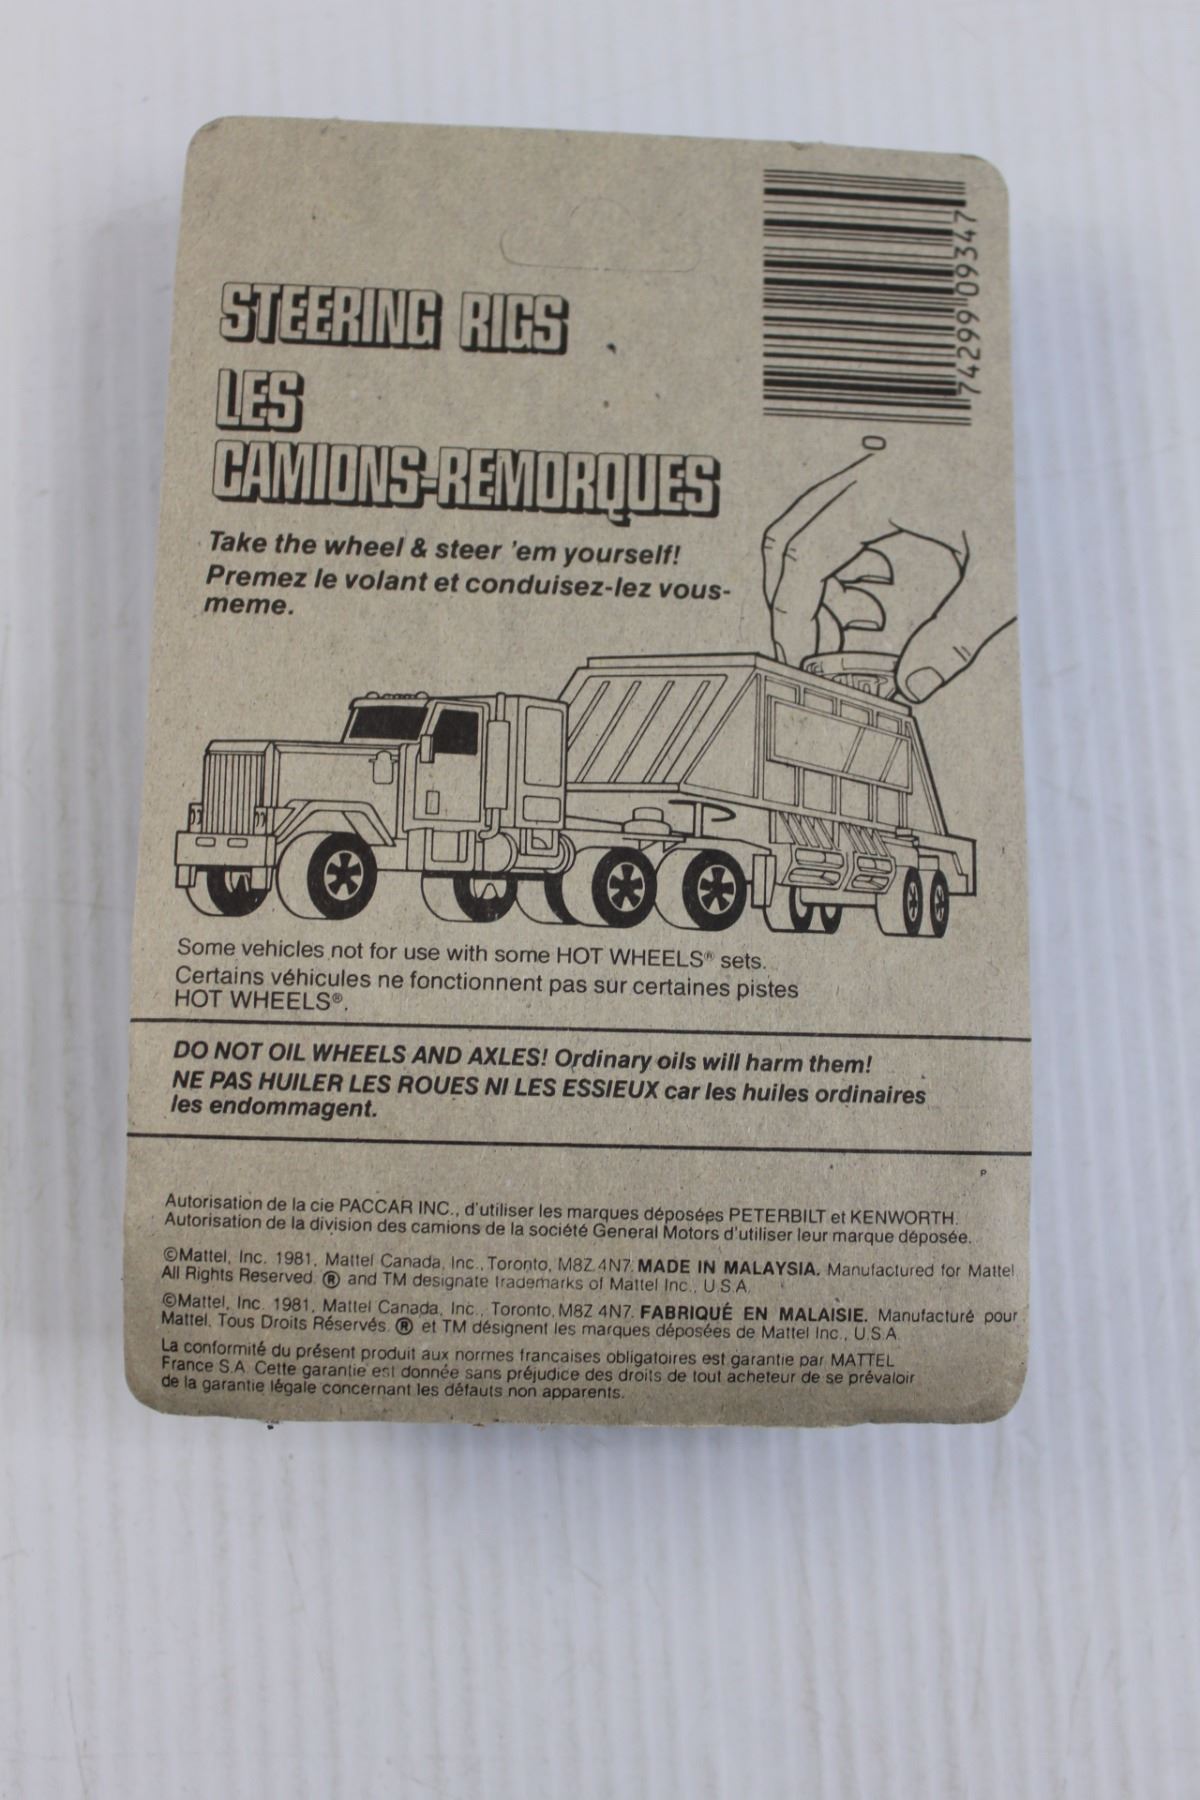 74299 09347
0
STEERING RIGS
LES
CAMIONS-REMORQUES
Take the wheel & steer 'em yourself!
Premez le volant et conduisez-lez vous-
meme.
Some vehicles not for use with some HOT WHEELS® sets.
Certains véhicules ne fonctionnent pas sur certaines pistes
HOT WHEELS®.
DO NOT OIL WHEELS AND AXLES! Ordinary oils will harm them!
NE PAS HUILER LES ROUES NI LES ESSIEUX car les huiles ordinaires
les endommagent.
P
Autorisation de la cie PACCAR INC., d'utiliser les marques déposées PETERBILT et KENWORTH.
Autorisation de la division des camions de la société General Motors d'utiliser leur marque déposée.
©Mattel, Inc. 1981, Mattel Canada, Inc., Toronto, M8Z 4N7. MADE IN MALAYSIA. Manufactured for Mattel.
All Rights Reserved. ® and TM designate trademarks of Mattel Inc., U.S.A.
©Mattel, Inc. 1981, Mattel Canada, Inc., Toronto, M8Z 4N7. FABRIQUÉ EN MALAISIE. Manufacturé pour
Mattel. Tous Droits Réservés. ® et TM désignent les marques déposées de Mattel Inc., U.S.A.
La conformité du présent produit aux normes francaises obligatoires est garantie par MATTEL
France S.A. Cette garantie est donnée sans préjudice des droits de tout acheteur de se prévaloir
de la garantie légale concernant les défauts non apparents.